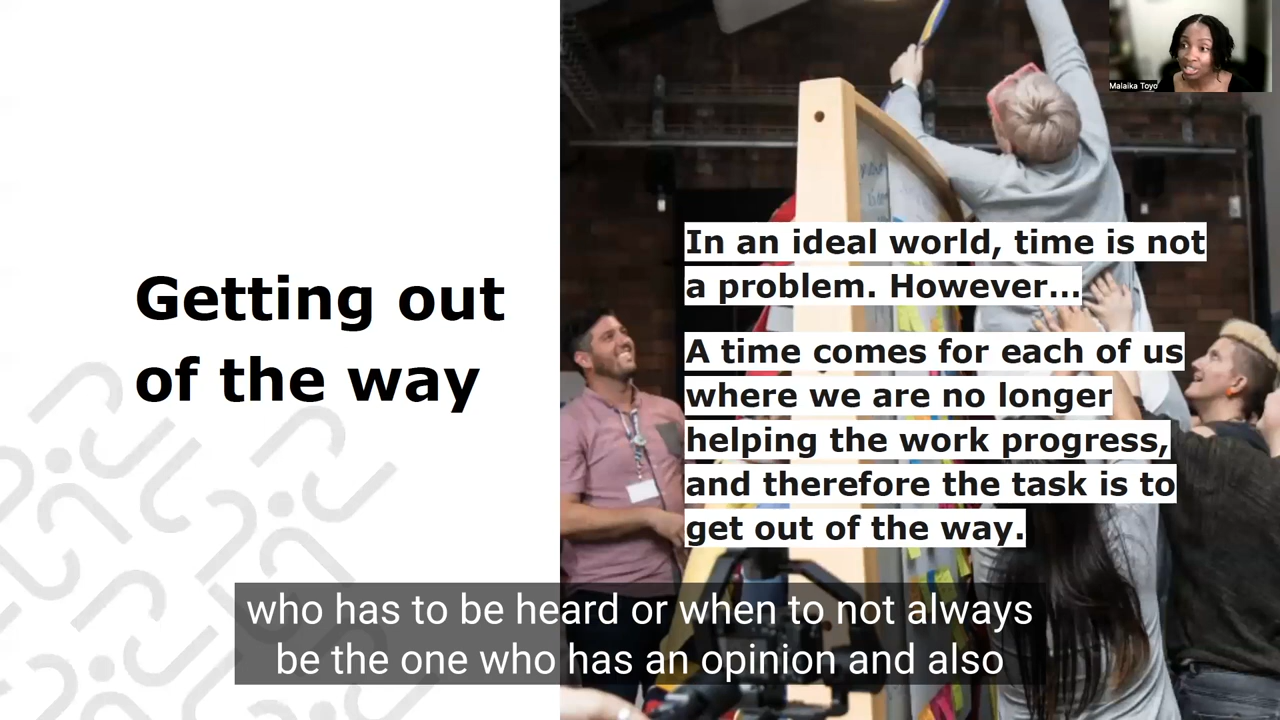 Malaika Toyo
Getting out
of the way
In an ideal world, time is not
a problem. However...
A time comes for each of us
where we are no longer
helping the work progress,
and therefore the task is to
get out of the way.
who has to be heard or when to not always
be the one who has an opinion and also